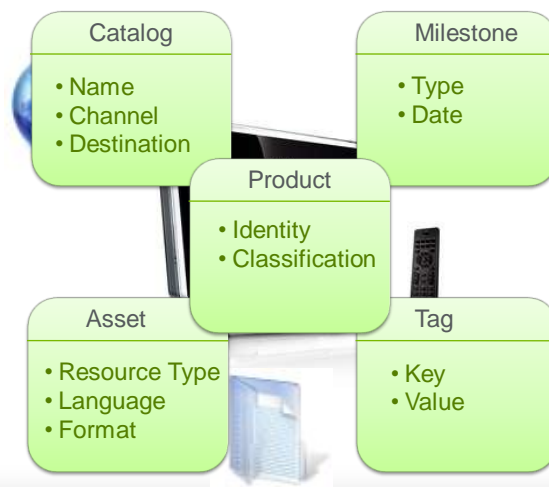 Catalog
• Name
• Channel
• Destination
Milestone
• Type
• Date
Product
• Identity
• Classification
Asset
• Resource Type
• Language
• Format
Tag
• Key
• Value